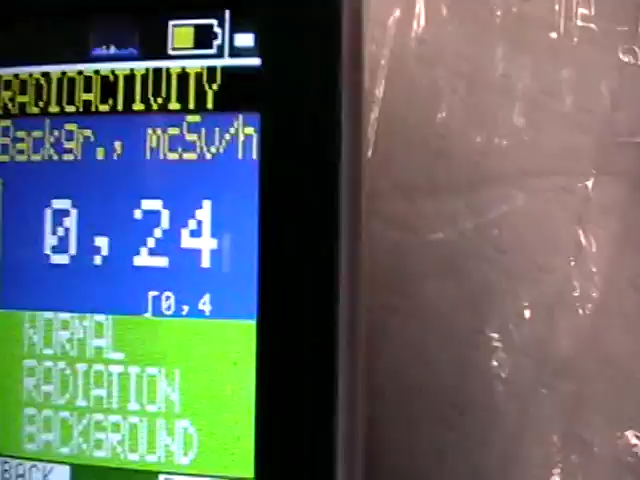 RADIOACTIVITY
Backgr., mcSv/h
0,24
[0,4
NORMAL
RADIATION
BACKGROUND
BACK